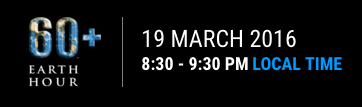 60+
EARTH
HOUR
19 MARCH 2016
8:30 - 9:30 PM LOCAL TIME